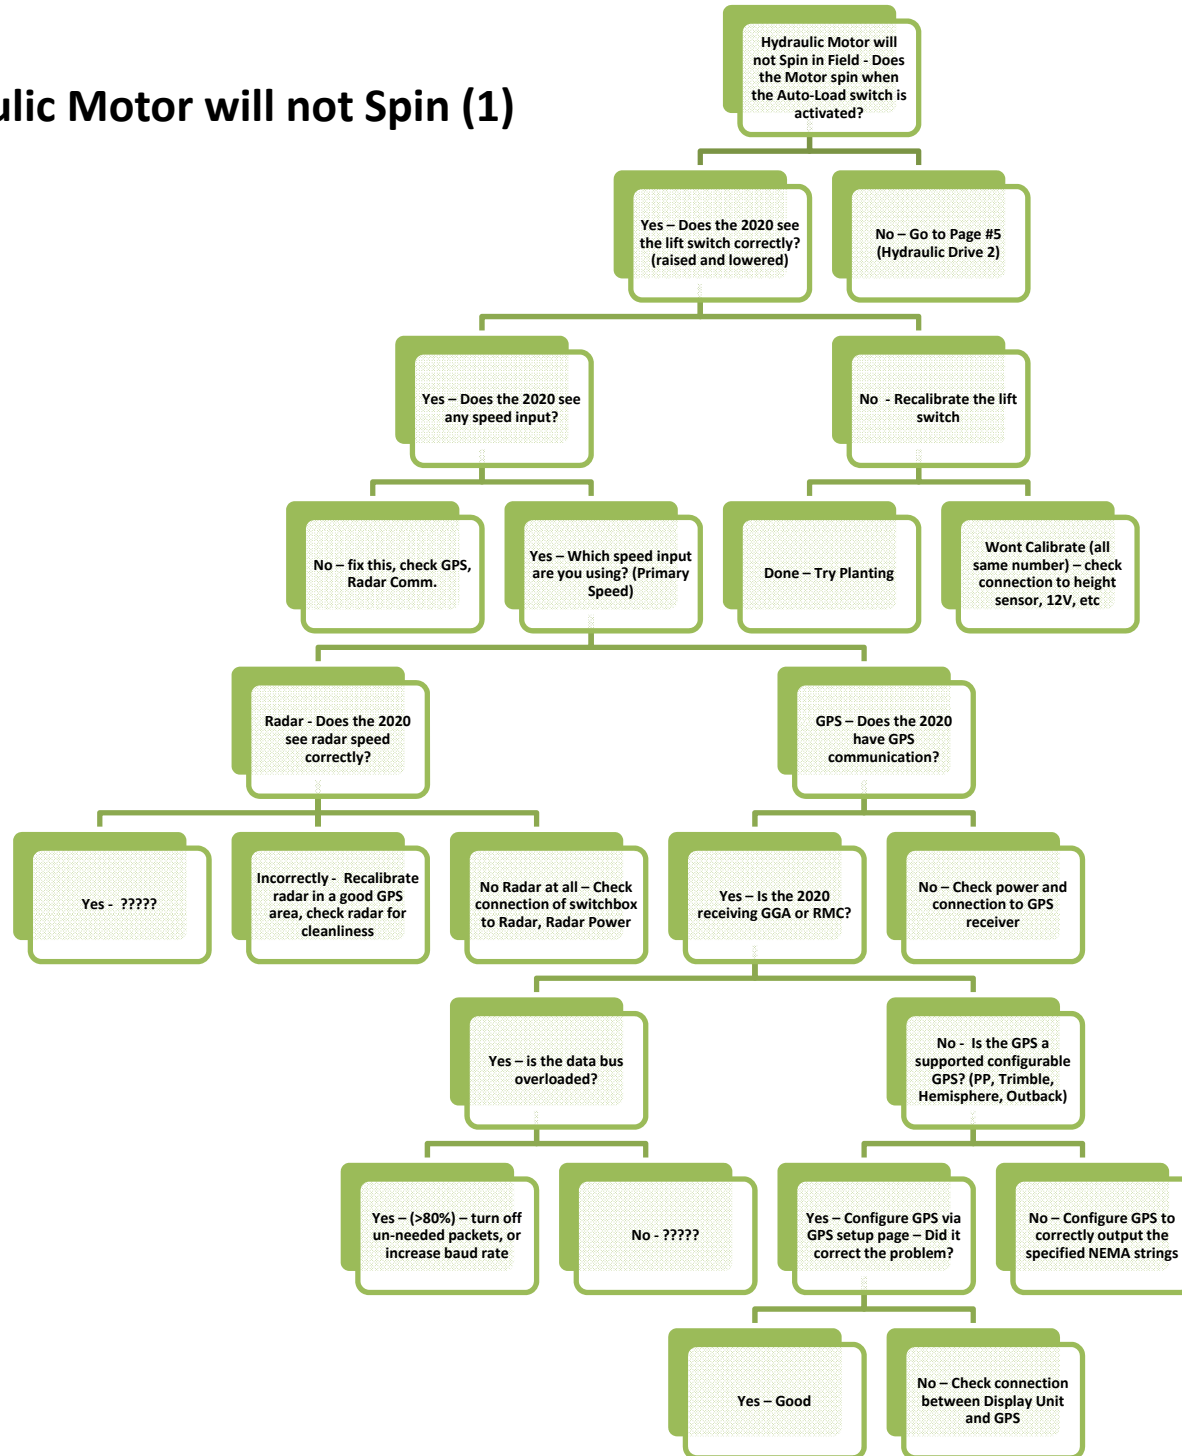 Hydraulic Motor will
not Spin in Field - Does
the Motor spin when
the Auto-Load switch is
activated?
ulic Motor will not Spin (1)
Yes – Does the 2020 see
the lift switch correctly?
(raised and lowered)
No – Go to Page #5
(Hydraulic Drive 2)
Yes – Does the 2020 see
any speed input?
No - Recalibrate the lift
switch
No – fix this, check GPS,
Radar Comm.
Yes – Which speed input
are you using? (Primary
Speed)
Done – Try Planting
Wont Calibrate (all
same number) – check
connection to height
sensor, 12V, etc
Radar - Does the 2020
see radar speed
correctly?
GPS – Does the 2020
have GPS
communication?
Yes - ?????
Incorrectly - Recalibrate
radar in a good GPS
area, check radar for
cleanliness
No Radar at all – Check
connection of switchbox
to Radar, Radar Power
Yes – Is the 2020
receiving GGA or RMC?
No – Check power and
connection to GPS
receiver
Yes – is the data bus
overloaded?
No - Is the GPS a
supported configurable
GPS? (PP, Trimble,
Hemisphere, Outback)
Yes – (>80%) – turn off
un-needed packets, or
increase baud rate
No - ?????
Yes – Configure GPS via
GPS setup page – Did it
correct the problem?
No – Configure GPS to
correctly output the
specified NEMA strings
Yes – Good
No – Check connection
between Display Unit
and GPS